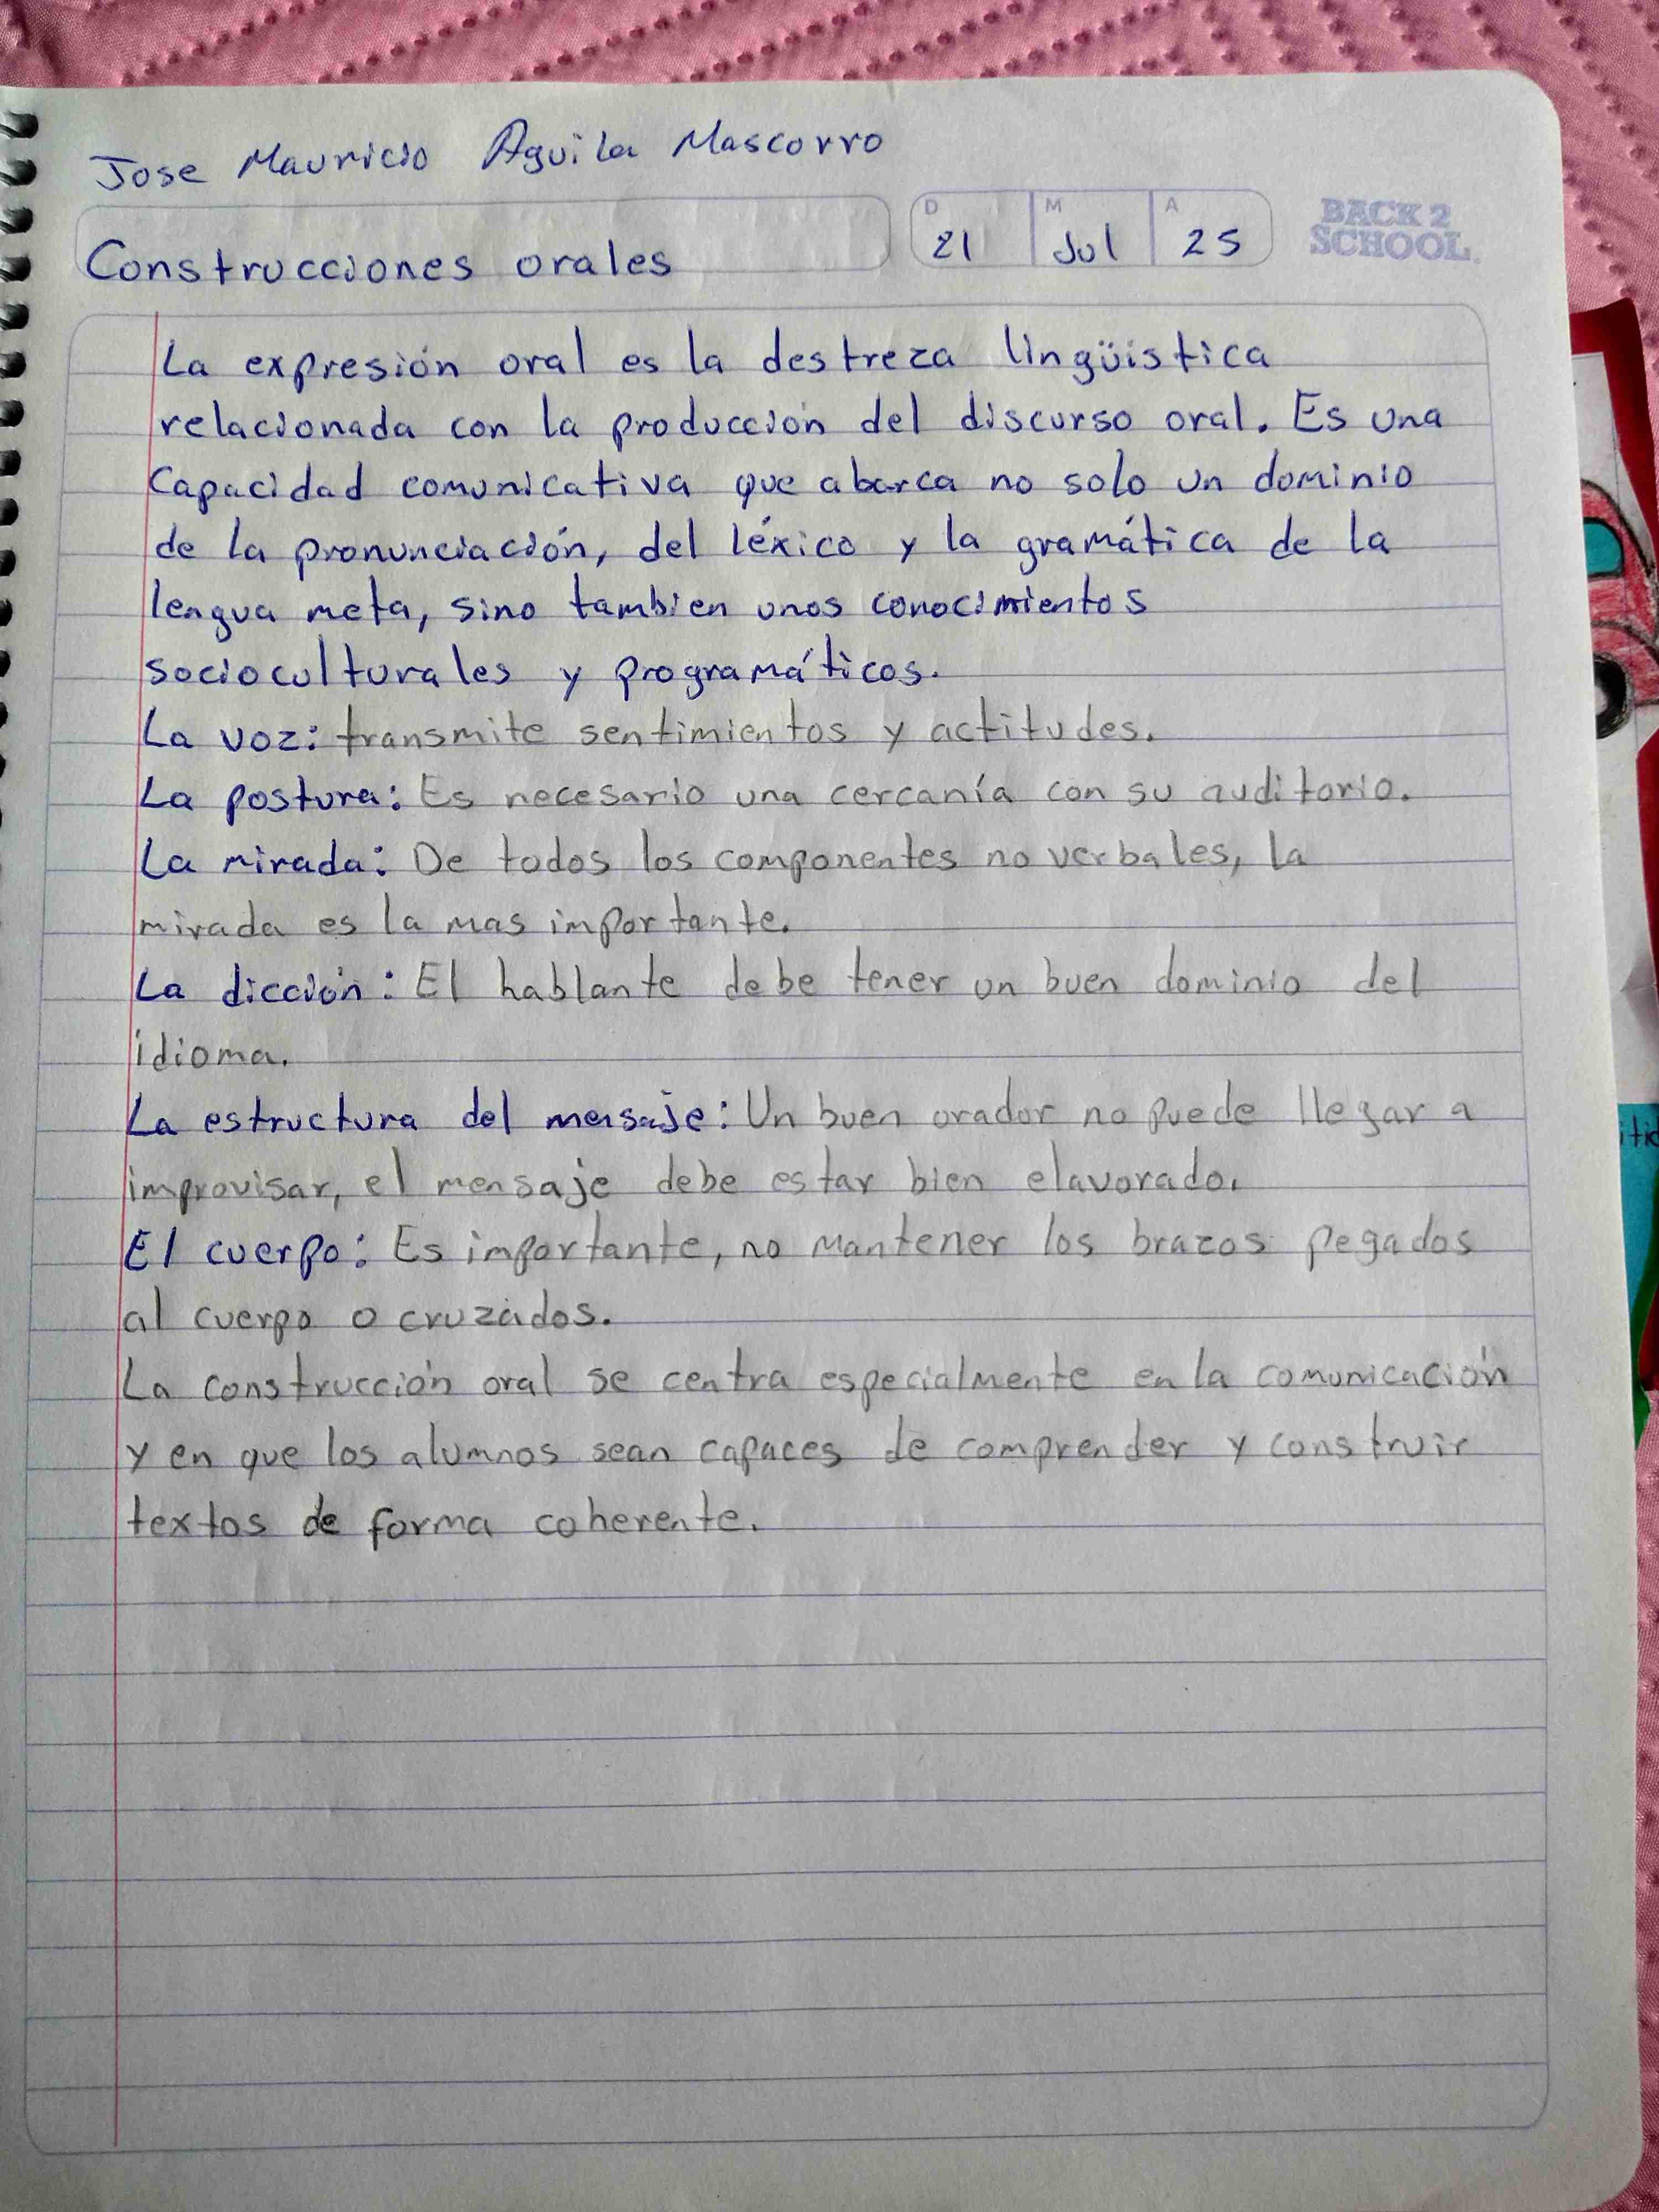 Jose Mauricio Aguila Mascorro
D M A
21 Jul 25
BACK 2
SCHOOL
Construcciones orales
La expresión oral es la destreza lingüistica
relacionada con la producción del discurso oral. Es una
Capacidad comunicativa que abarca no solo un dominio
de la pronunciación, del léxico y la gramática de la
lengua meta, sino tambien unos conocimientos
socioculturales y programáticos.
La voz: transmite sentimientos y actitudes.
La postura: Es necesario una cercanía con su auditorio.
La mirada: De todos los componentes no verbales, la
mirada es la mas importante.
La dicción: El hablante debe tener un buen dominio del
idioma.
La estructura del mensaje: Un buen orador no puede llegar a
improvisar, el mensaje debe estar bien elavorado.
El cuerpo: Es importante, no mantener los brazos pegados
al cuerpo o cruzados.
La construcción oral se centra especialmente en la comunicación
y en que los alumnos sean capaces de comprender y construir
textos de forma coherente.